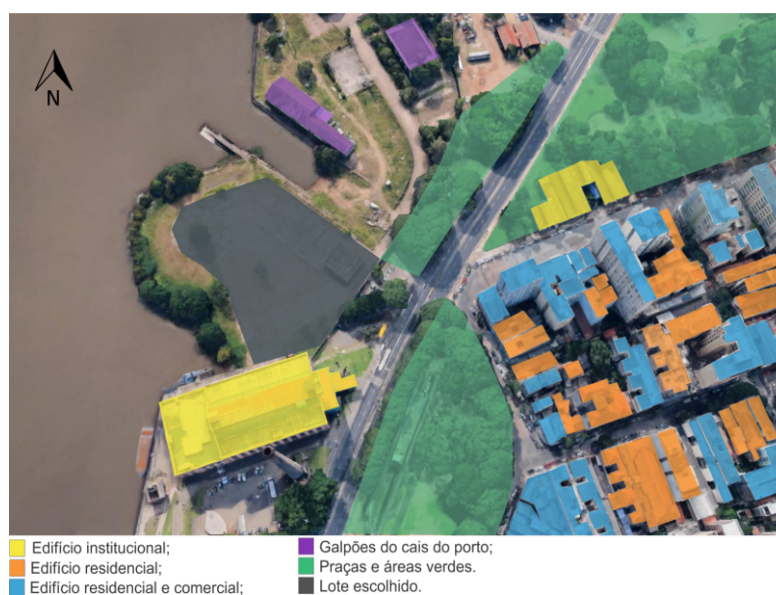 N
Edifício institucional;
Edifício residencial;
Edifício residencial e comercial;
Galpões do cais do porto;
Praças e áreas verdes.
Lote escolhido.